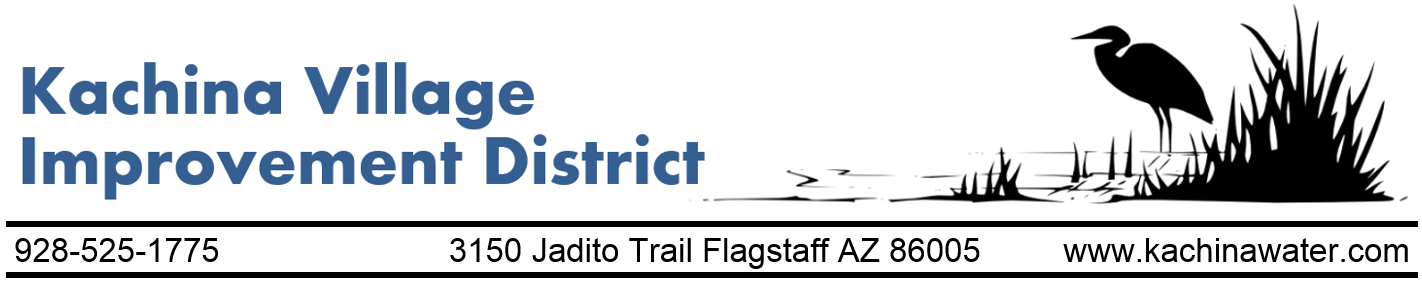 Kachina Village
Improvement District
928-525-1775 3150 Jadito Trail Flagstaff AZ 86005 www.kachinawater.com